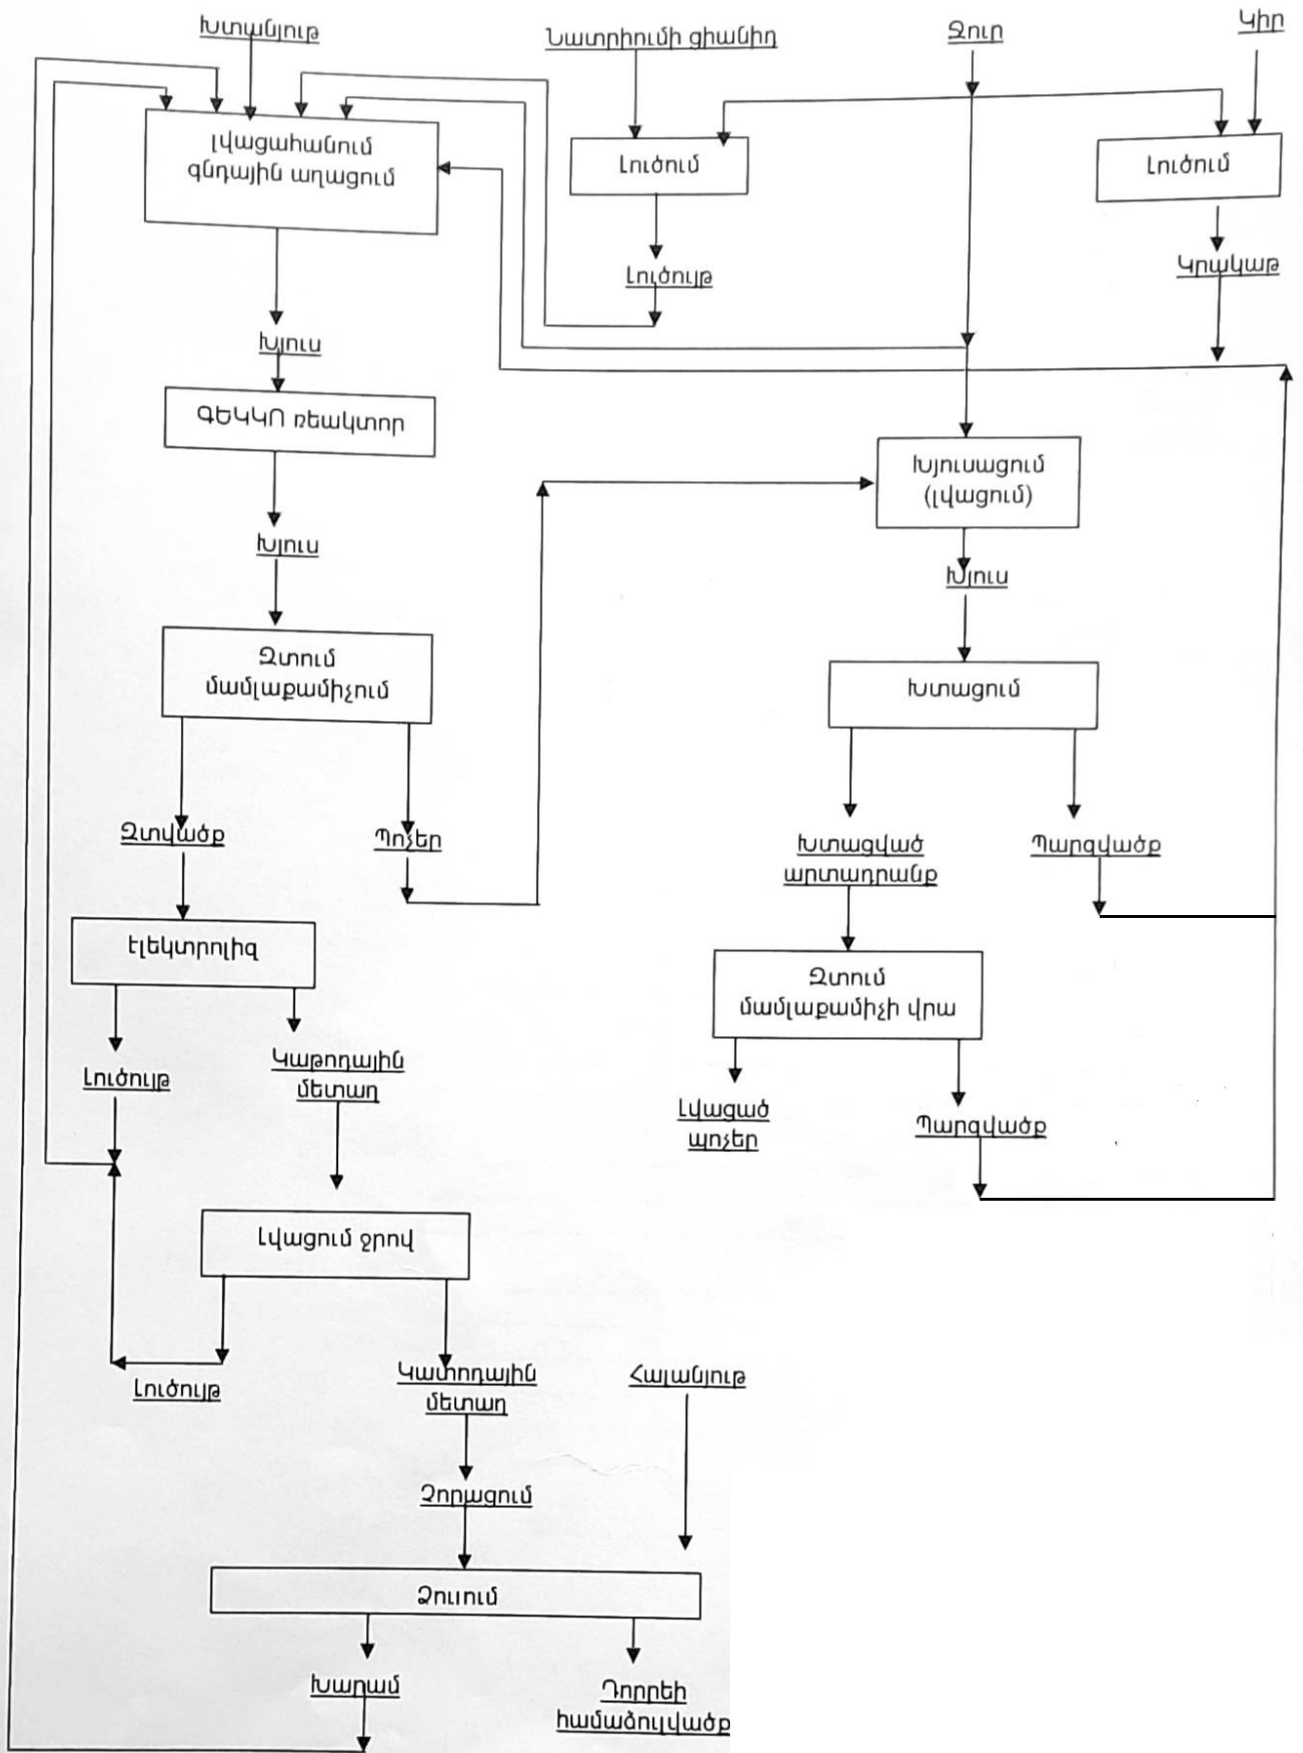 Խտանյութ
Նատրիումի ցիանիդ
Ջուր
Կիր
լվացահանում
գնդային աղացում
Լուծում
Լուծում
Լուծույթ
Կրակաթ
Խյուս
ԳԵԿԿՈ ռեակտոր
Խյուսացում
(լվացում)
Խյուս
Խյուս
Զտում
մամլաքամիչում
Խտացում
Զտվածք
Պոչեր
Խտացված
արտադրանք
Պարզվածք
էլեկտրոլիզ
Զտում
մամլաքամիչի վրա
Լուծույթ
Կաթոդային
մետաղ
Լվացած
պոչեր
Պարզվածք
Լվացում ջրով
Լուծույթ
Կատոդային
մետաղ
Հալանյութ
Չորացում
Ձուլում
Խարամ
Դորրեի
համաձուլվածք